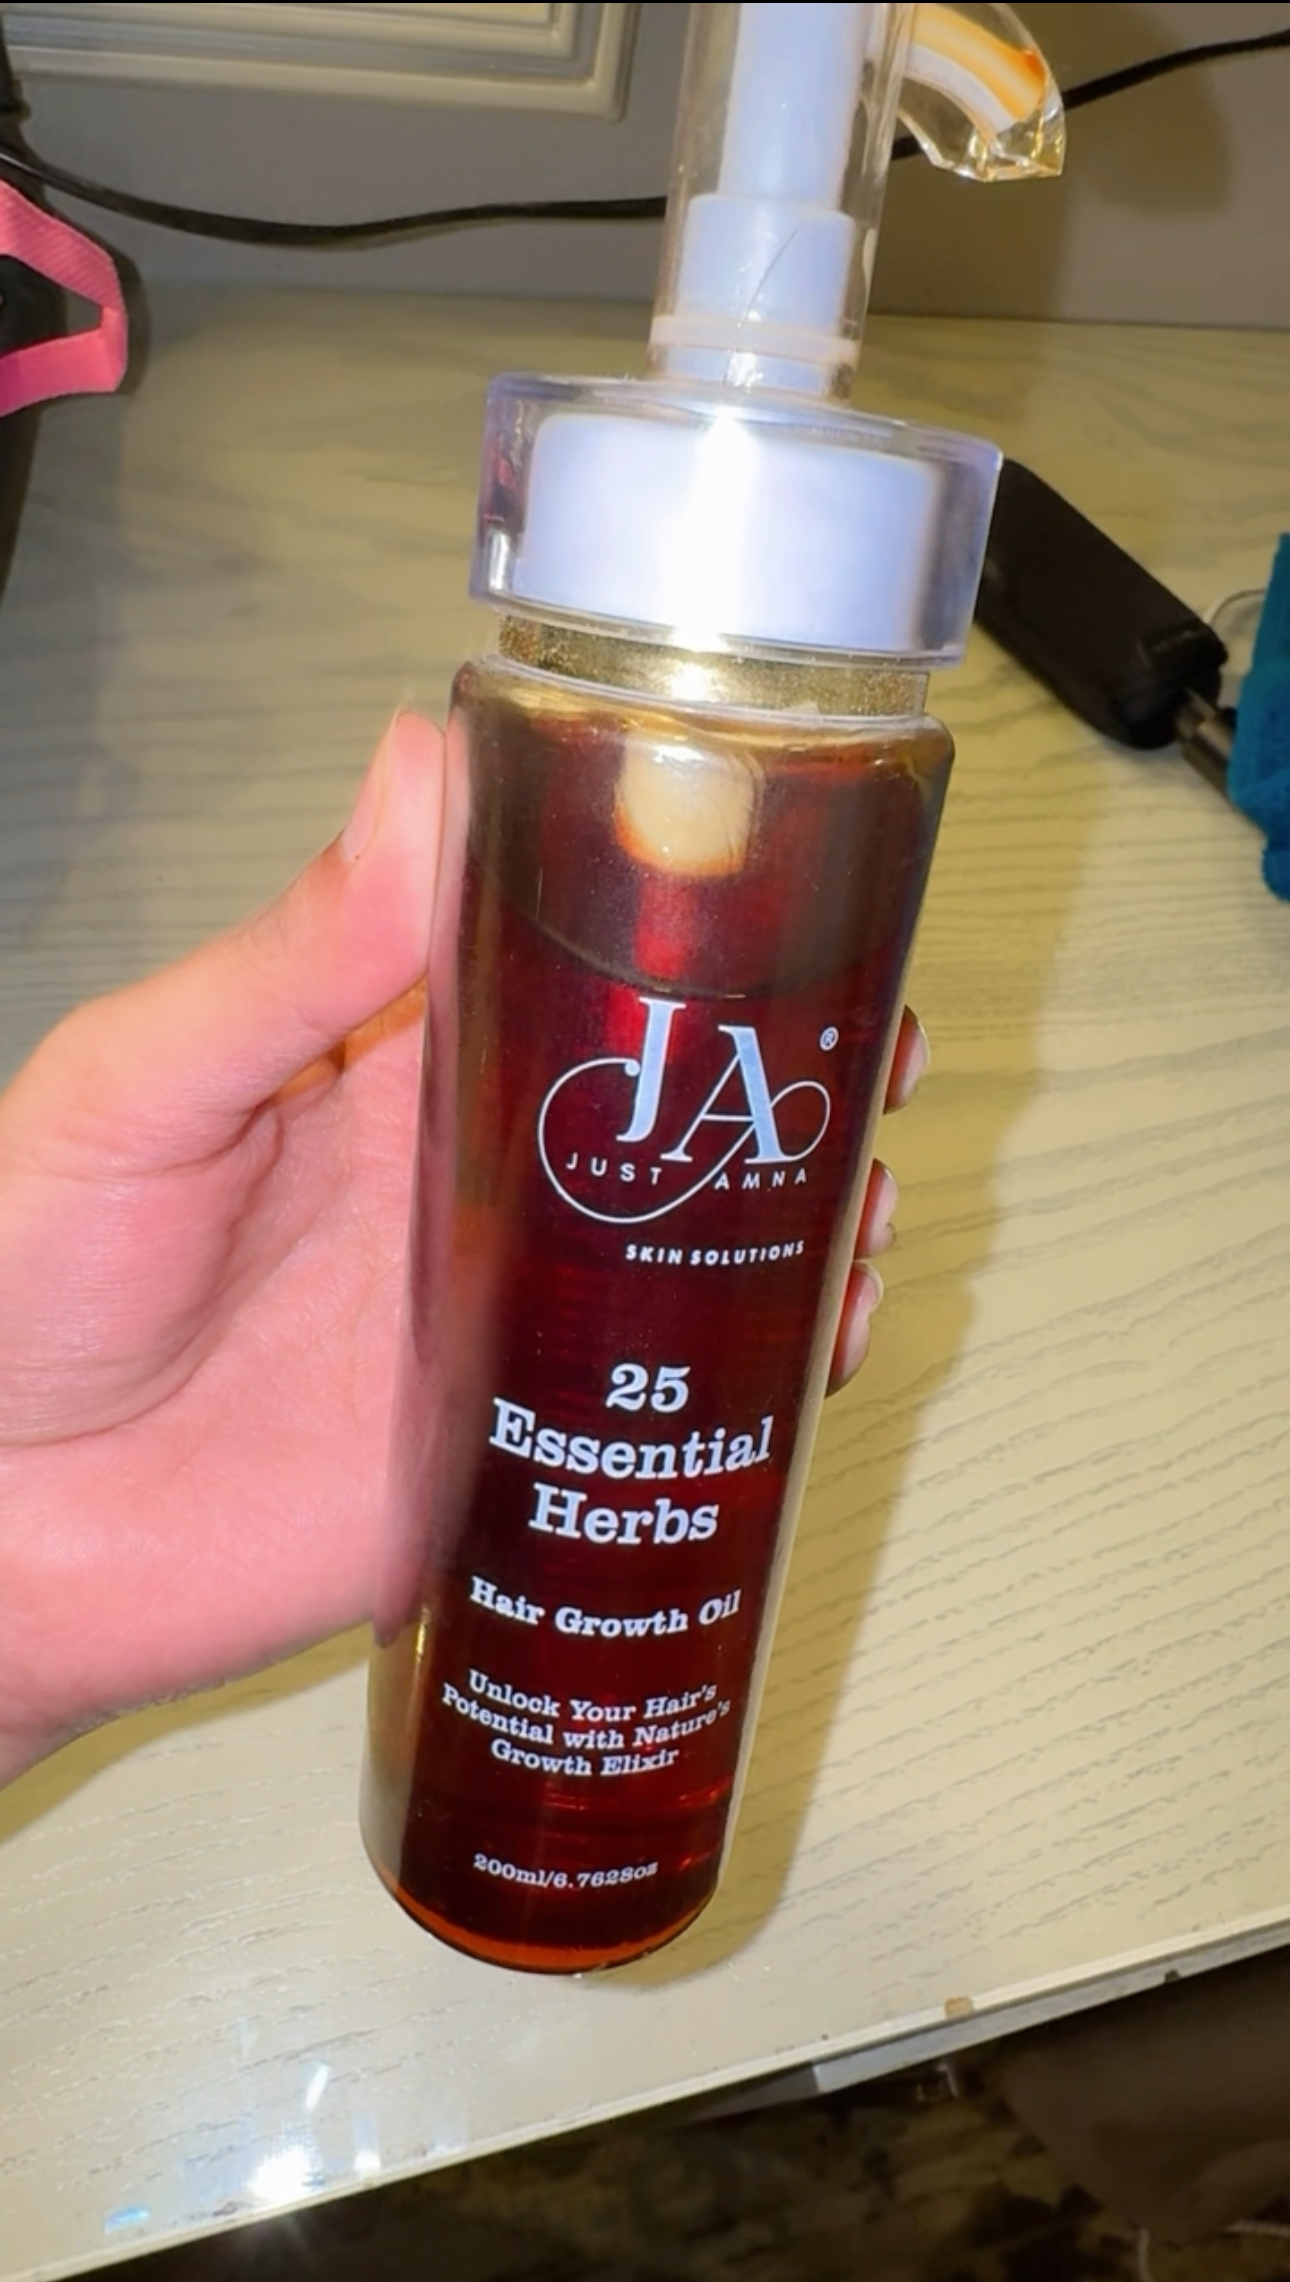 JA®
JUST AMNA
SKIN SOLUTIONS
25
Essential
Herbs
Hair Growth Oil
Unlock Your Hair's
Potential with Nature's
Growth Elixir
200ml/6.7628oz